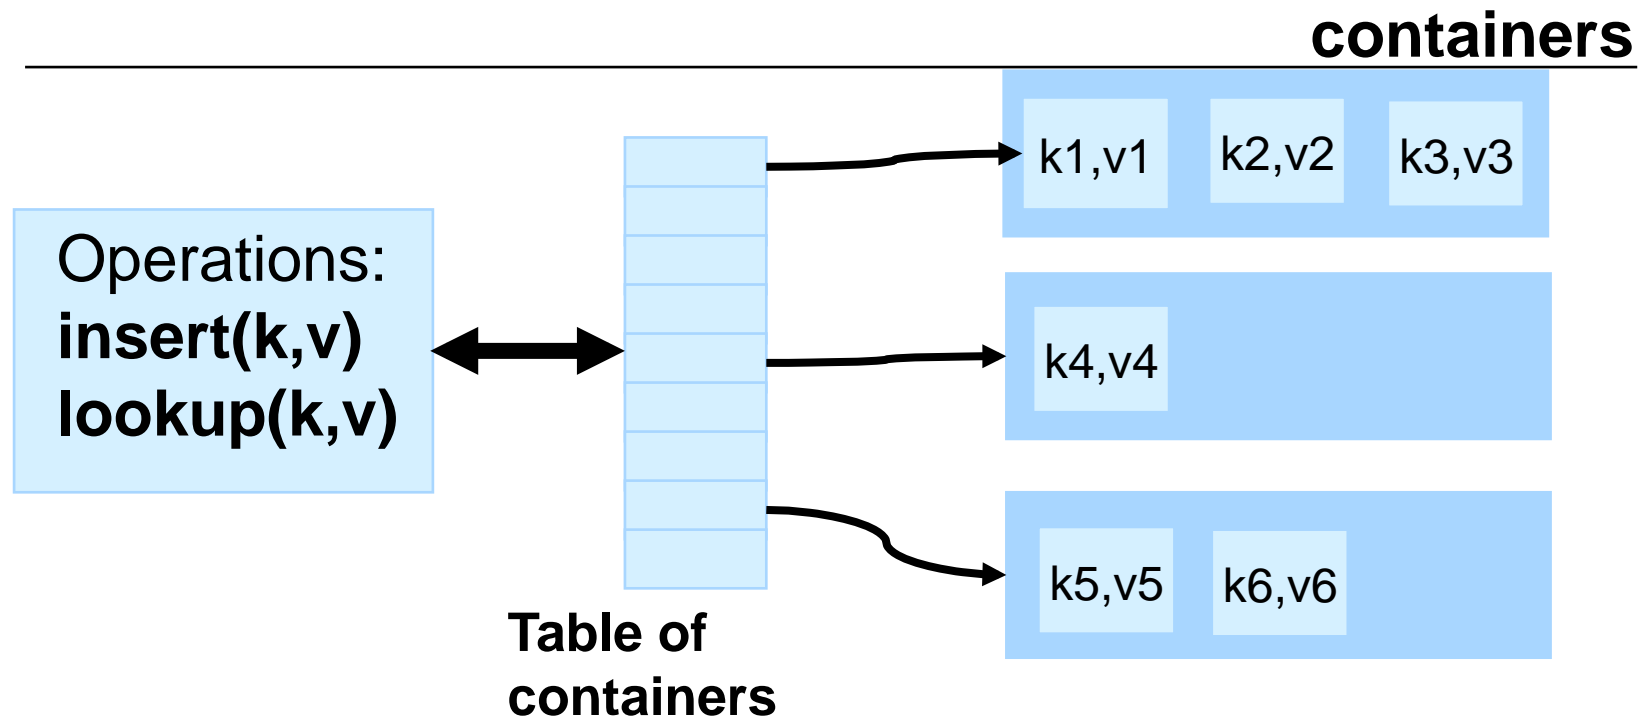 containers
k1,v1 k2,v2 k3,v3
Operations:
insert(k,v)
lookup(k,v)
k4,v4
k5,v5 k6,v6
Table of
containers